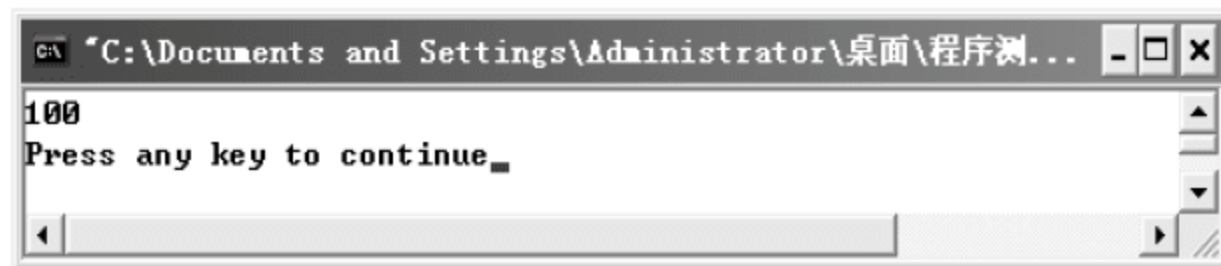 C:\ "C:\Documents and Settings\Administrator\桌面\程序测...
100
Press any key to continue_